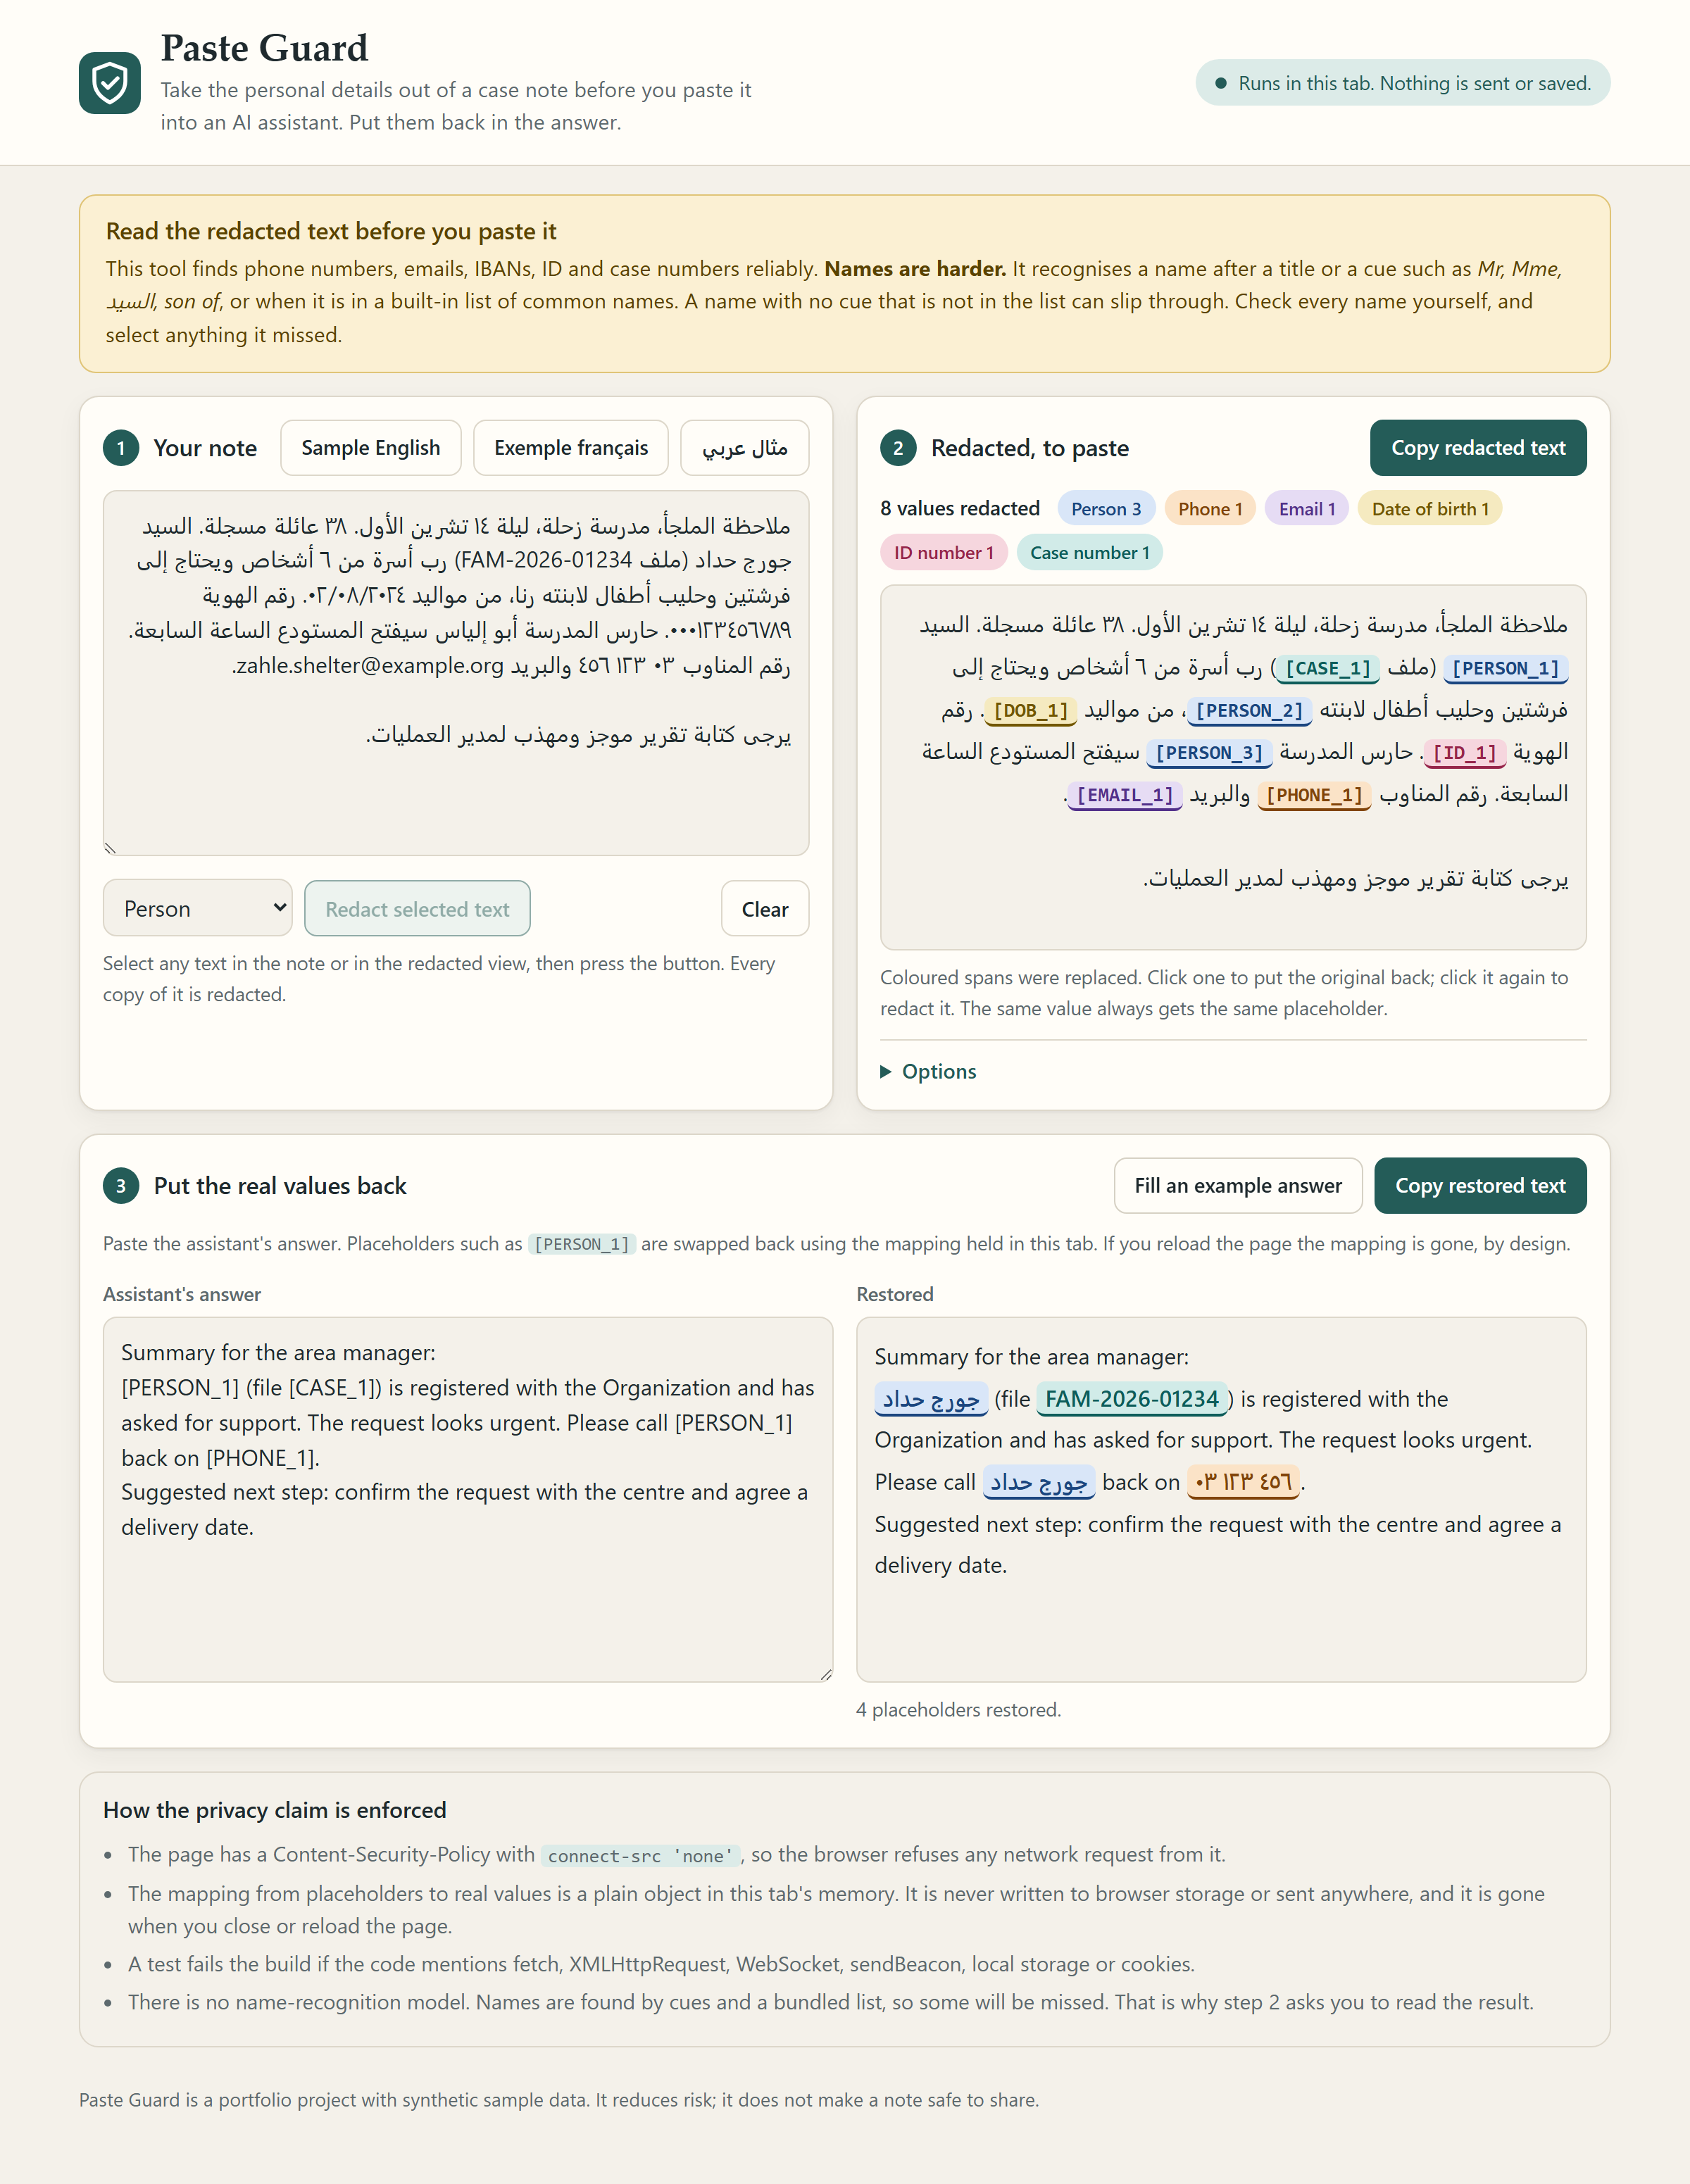 Paste Guard
Take the personal details out of a case note before you paste it
into an AI assistant. Put them back in the answer.
Runs in this tab. Nothing is sent or saved.
Read the redacted text before you paste it
This tool finds phone numbers, emails, IBANs, ID and case numbers reliably. Names are harder. It recognises a name after a title or a cue such as Mr, Mme,
السيد, son of, or when it is in a built-in list of common names. A name with no cue that is not in the list can slip through. Check every name yourself, and
select anything it missed.
1 Your note
Sample English
Exemple français
مثال عربي
ملاحظة الملجأ، مدرسة زحلة، ليلة ١٤ تشرين الأول. ٣٨ عائلة مسجلة. السيد
جورج حداد (ملف FAM-2026-01234) رب أسرة من ٦ أشخاص ويحتاج إلى
فرشتين وحليب أطفال لابنته رنا، من مواليد ٠٢/٠٨/٢٠٢٤. رقم الهوية
٠٠٠١٢٣٤٥٦٧٨٩. حارس المدرسة أبو إلياس سيفتح المستودع الساعة السابعة.
رقم المناوب ٠٣ ١٢٣ ٤٥٦ والبريد zahle.shelter@example.org.
يرجى كتابة تقرير موجز ومهذب لمدير العمليات.
Person
Redact selected text
Clear
Select any text in the note or in the redacted view, then press the button. Every
copy of it is redacted.
2 Redacted, to paste
Copy redacted text
8 values redacted Person 3 Phone 1 Email 1 Date of birth 1
ID number 1 Case number 1
ملاحظة الملجأ، مدرسة زحلة، ليلة ١٤ تشرين الأول. ٣٨ عائلة مسجلة. السيد
[PERSON_1] (ملف [CASE_1]) رب أسرة من ٦ أشخاص ويحتاج إلى
فرشتين وحليب أطفال لابنته [PERSON_2]، من مواليد [DOB_1]. رقم
الهوية [ID_1]. حارس المدرسة [PERSON_3] سيفتح المستودع الساعة
السابعة. رقم المناوب [PHONE_1] والبريد [EMAIL_1].
يرجى كتابة تقرير موجز ومهذب لمدير العمليات.
Coloured spans were replaced. Click one to put the original back; click it again to
redact it. The same value always gets the same placeholder.
Options
3 Put the real values back
Fill an example answer
Copy restored text
Paste the assistant's answer. Placeholders such as [PERSON_1] are swapped back using the mapping held in this tab. If you reload the page the mapping is gone, by design.
Assistant's answer
Summary for the area manager:
[PERSON_1] (file [CASE_1]) is registered with the Organization and has
asked for support. The request looks urgent. Please call [PERSON_1]
back on [PHONE_1].
Suggested next step: confirm the request with the centre and agree a
delivery date.
Restored
Summary for the area manager:
جورج حداد (file FAM-2026-01234) is registered with the
Organization and has asked for support. The request looks urgent.
Please call جورج حداد back on ٠٣ ١٢٣ ٤٥٦.
Suggested next step: confirm the request with the centre and agree a
delivery date.
4 placeholders restored.
How the privacy claim is enforced
• The page has a Content-Security-Policy with connect-src 'none', so the browser refuses any network request from it.
• The mapping from placeholders to real values is a plain object in this tab's memory. It is never written to browser storage or sent anywhere, and it is gone
when you close or reload the page.
• A test fails the build if the code mentions fetch, XMLHttpRequest, WebSocket, sendBeacon, local storage or cookies.
• There is no name-recognition model. Names are found by cues and a bundled list, so some will be missed. That is why step 2 asks you to read the result.
Paste Guard is a portfolio project with synthetic sample data. It reduces risk; it does not make a note safe to share.